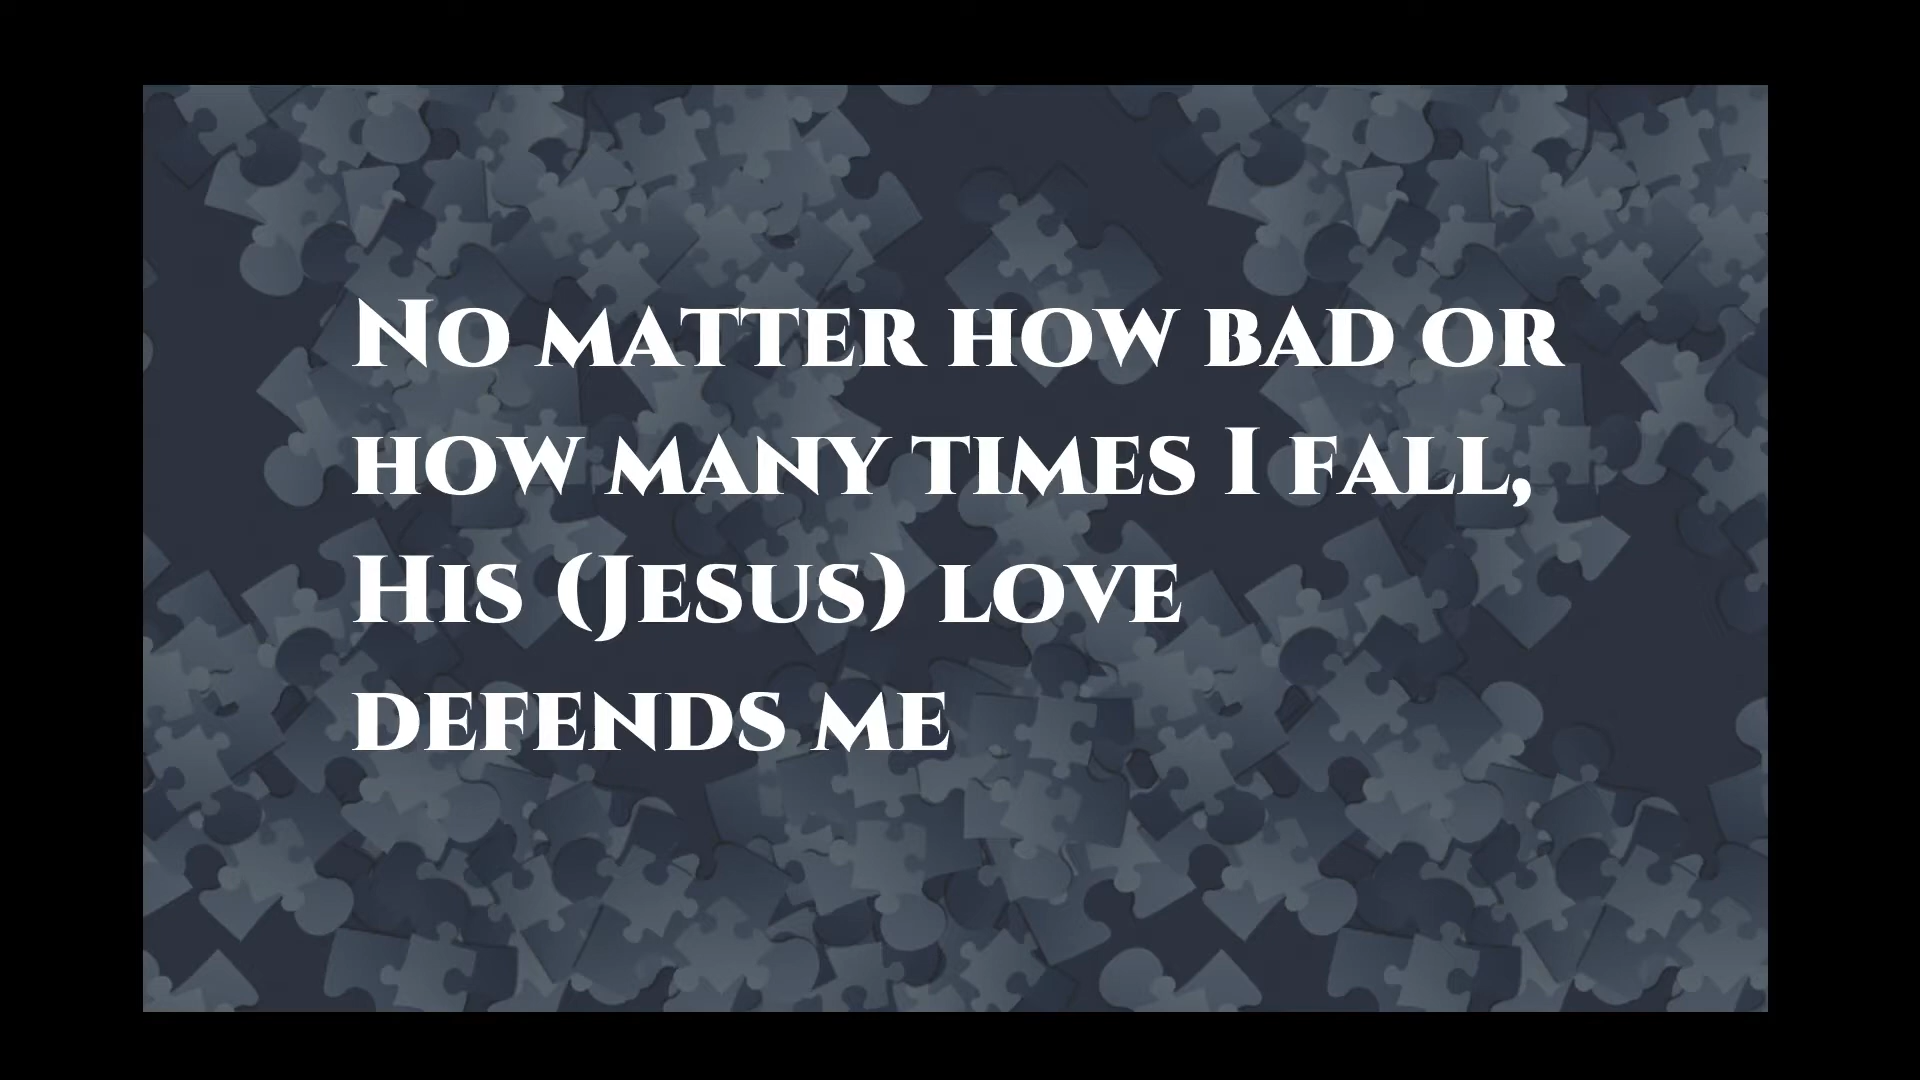 No matter how bad or
how many times I fall,
His (Jesus) love
defends me